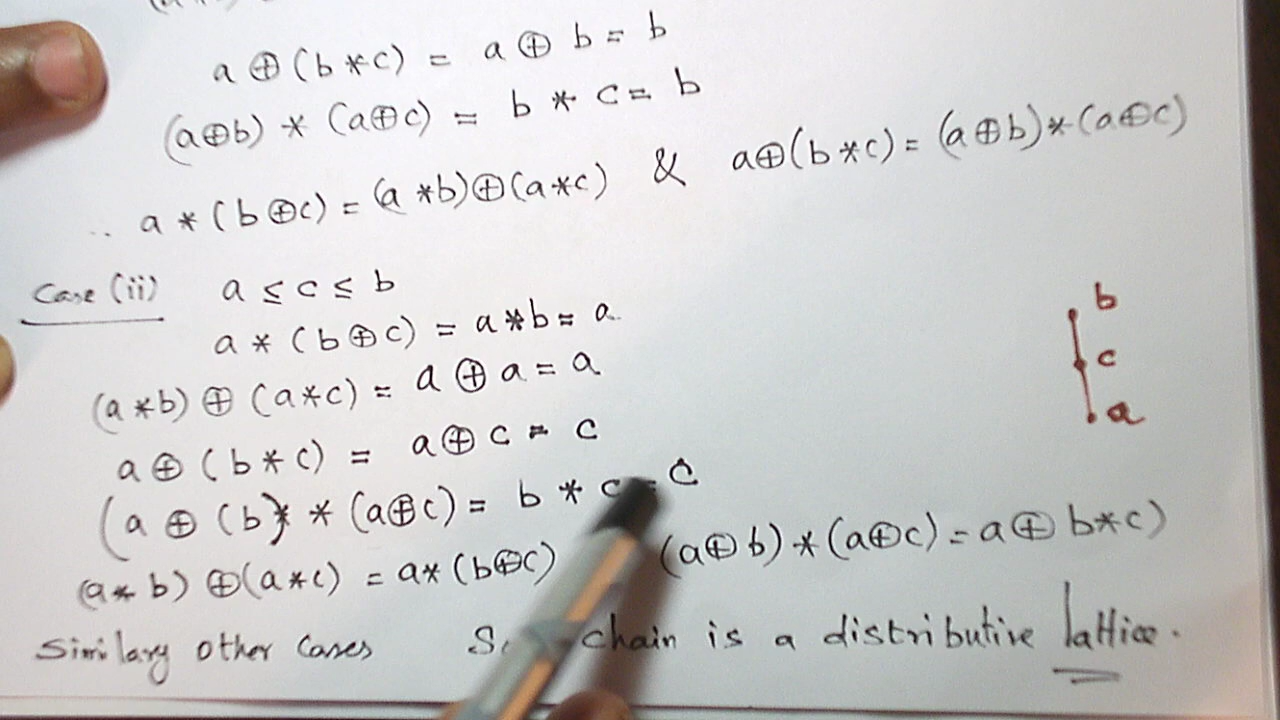 a ⊕ (b * c) = a ⊕ b = b
(a⊕b) * (a⊕c) = b * c = b
∴ a * (b ⊕ c) = (a * b) ⊕ (a * c) & a ⊕ (b * c) = (a ⊕ b) * (a ⊕ c)
Case (ii) a ≤ c ≤ b
a * (b ⊕ c) = a * b = a
(a * b) ⊕ (a * c) = a ⊕ a = a
a ⊕ (b * c) = a ⊕ c = c
(a ⊕ (b) * (a⊕c) = b * c = c
(a * b) ⊕ (a * c) = a * (b ⊕ c) (a ⊕ b) * (a ⊕ c) = a ⊕ b * c)
Similary other cases chain is a distributive lattice.
b
c
a